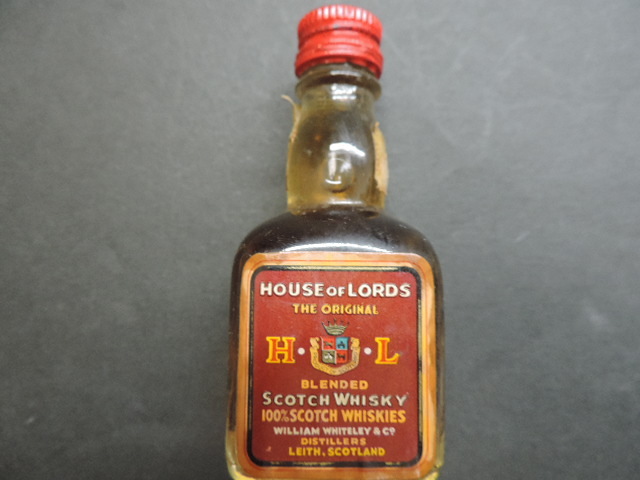 HOUSE OF LORDS
THE ORIGINAL
H · L
BLENDED
SCOTCH WHISKY
100% SCOTCH WHISKIES
WILLIAM WHITELEY & Co
DISTILLERS
LEITH, SCOTLAND